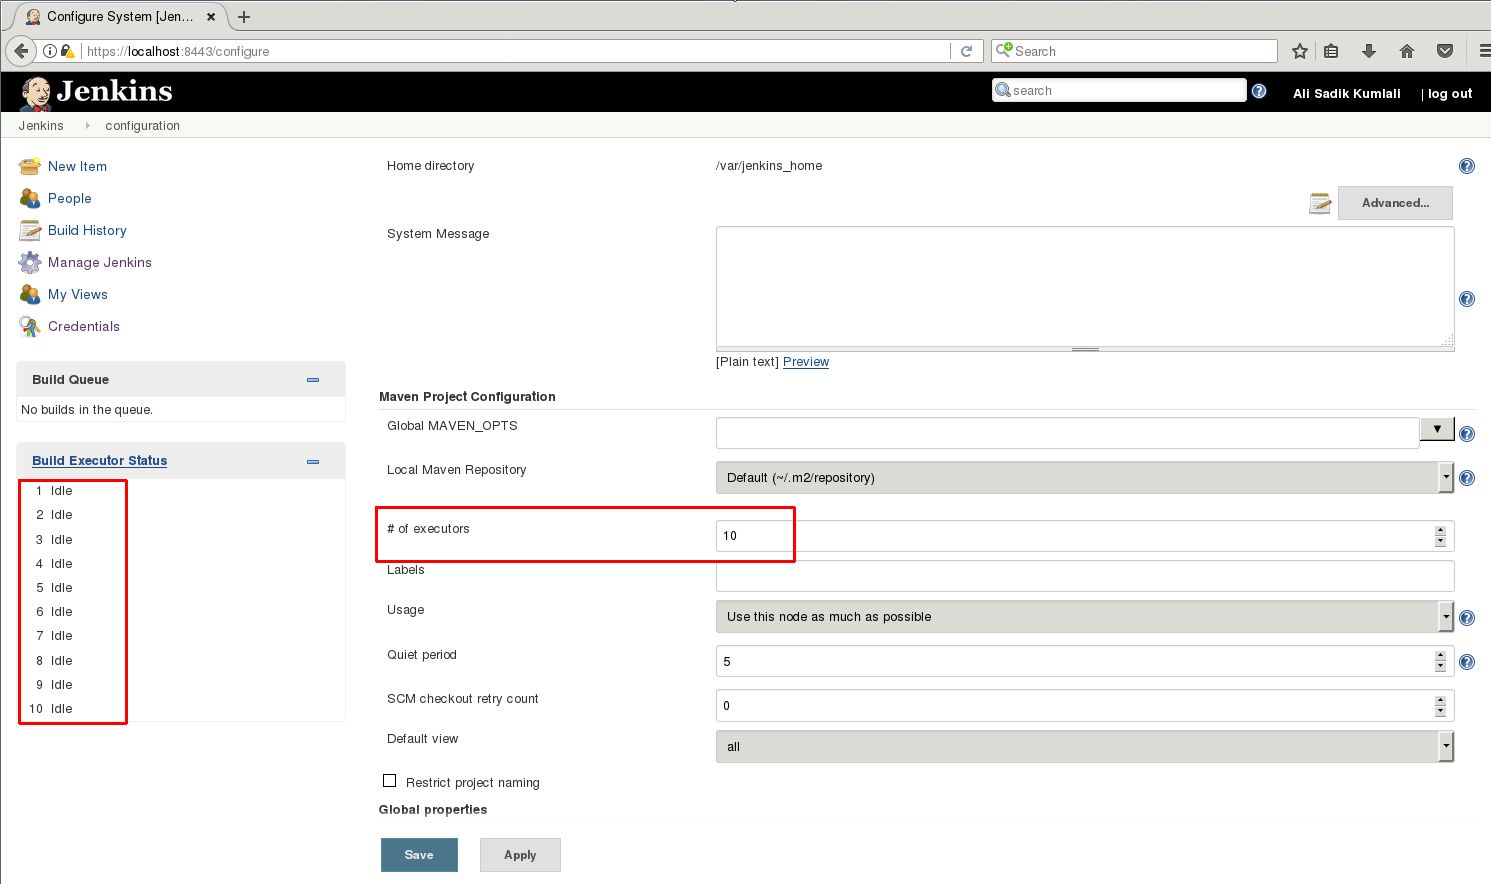 Configure System [Jen...
https://localhost:8443/configure
Search
Jenkins
search
Ali Sadik Kumlali
| log out
Jenkins
configuration
New Item
People
Build History
Manage Jenkins
My Views
Credentials
Build Queue
No builds in the queue.
Build Executor Status
1 Idle
2 Idle
3 Idle
4 Idle
5 Idle
6 Idle
7 Idle
8 Idle
9 Idle
10 Idle
Home directory
/var/jenkins_home
Advanced...
System Message
[Plain text] Preview
Maven Project Configuration
Global MAVEN_OPTS
Local Maven Repository
Default (~/.m2/repository)
# of executors
10
Labels
Usage
Use this node as much as possible
Quiet period
5
SCM checkout retry count
0
Default view
all
Restrict project naming
Global properties
Save
Apply